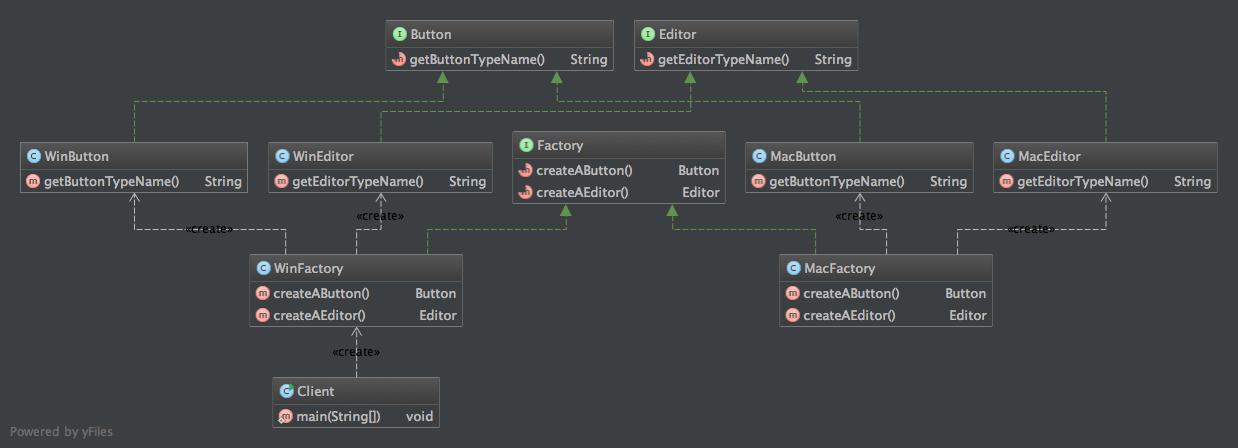 Button
getButtonTypeName() String
Editor
getEditorTypeName() String
WinButton
getButtonTypeName() String
WinEditor
getEditorTypeName() String
Factory
createAButton() Button
createAEditor() Editor
MacButton
getButtonTypeName() String
MacEditor
getEditorTypeName() String
«create»
«create»
«create»
«create»
WinFactory
createAButton() Button
createAEditor() Editor
MacFactory
createAButton() Button
createAEditor() Editor
«create»
Client
main(String[]) void
Powered by yFiles